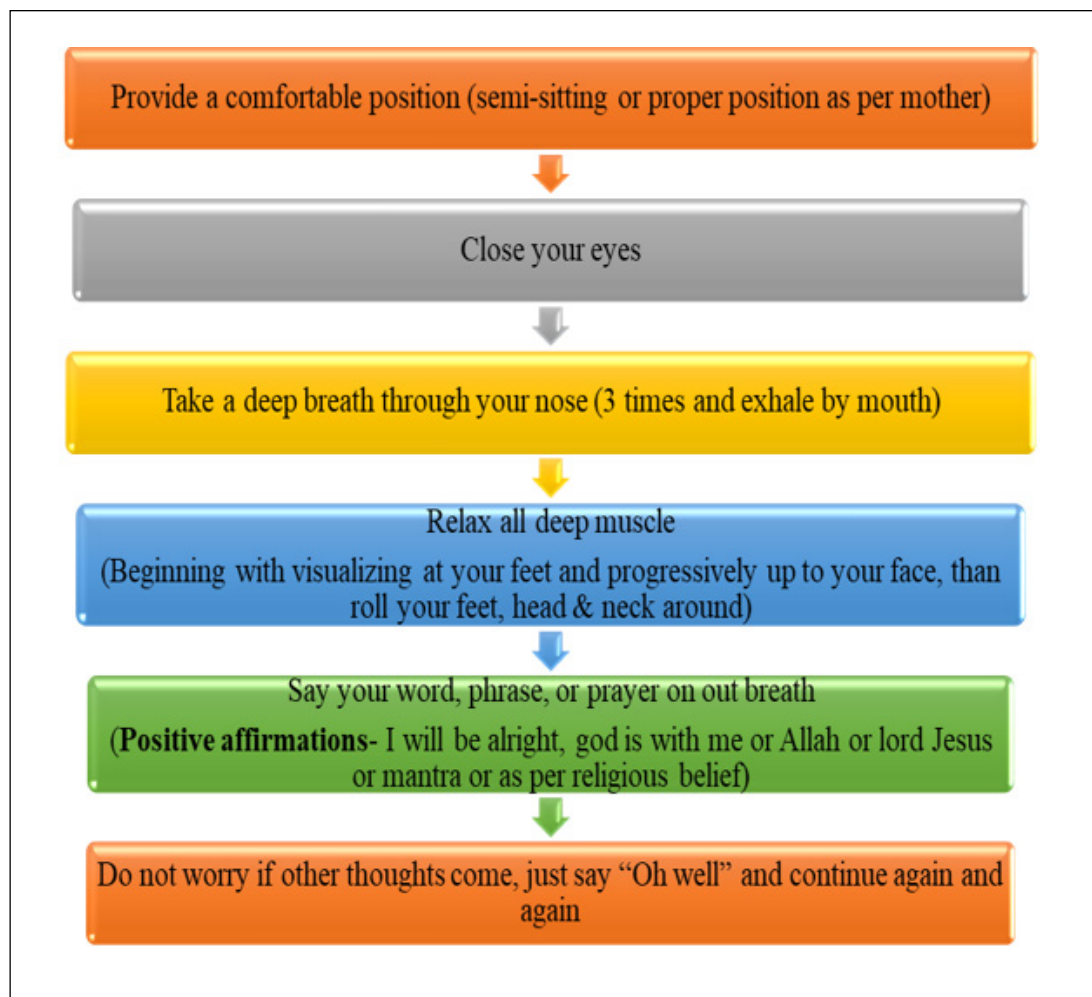 Provide a comfortable position (semi-sitting or proper position as per mother)
Close your eyes
Take a deep breath through your nose (3 times and exhale by mouth)
Relax all deep muscle
(Beginning with visualizing at your feet and progressively up to your face, than
roll your feet, head & neck around)
Say your word, phrase, or prayer on out breath
(Positive affirmations- I will be alright, god is with me or Allah or lord Jesus
or mantra or as per religious belief)
Do not worry if other thoughts come, just say “Oh well” and continue again and
again